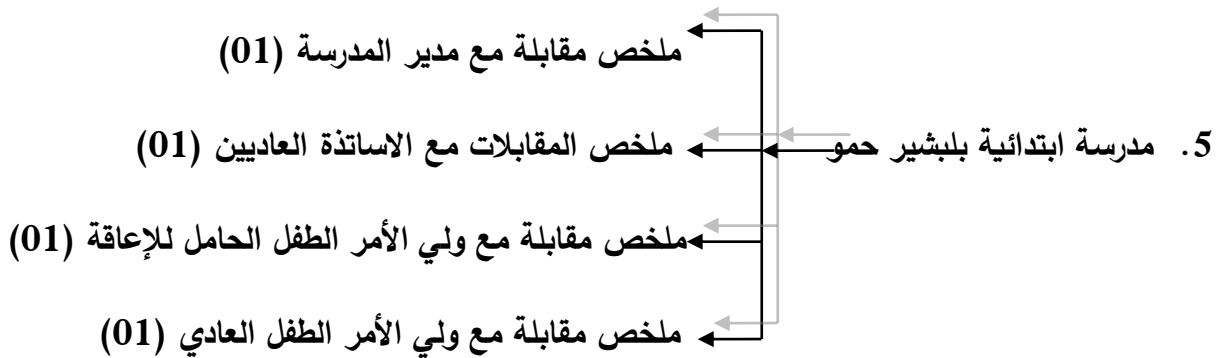 ملخص مقابلة مع مدير المدرسة (01)
5. مدرسة ابتدائية بلبشير حمو
ملخص المقابلات مع الاساتذة العاديين (01)
ملخص مقابلة مع ولي الأمر الطفل الحامل للإعاقة (01)
ملخص مقابلة مع ولي الأمر الطفل العادي (01)